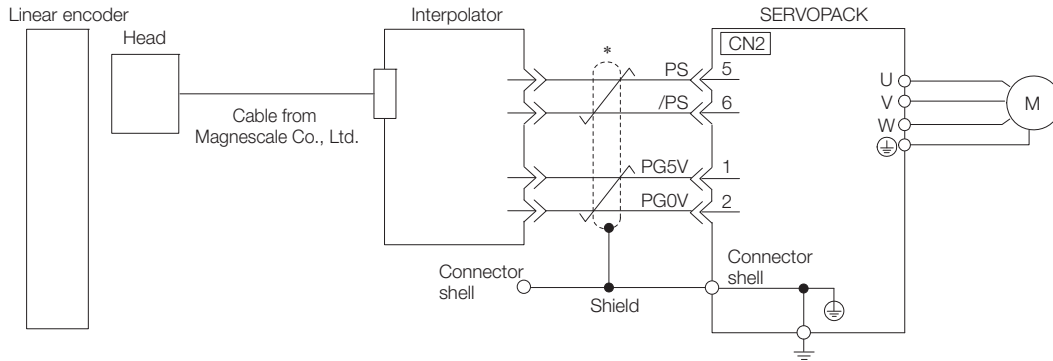 Linear encoder
Head
Cable from
Magnescale Co., Ltd.
Interpolator
*
SERVOPACK
CN2
PS 5
/PS 6
PG5V 1
PG0V 2
U
V
W
M
Connector
shell
Shield
Connector
shell